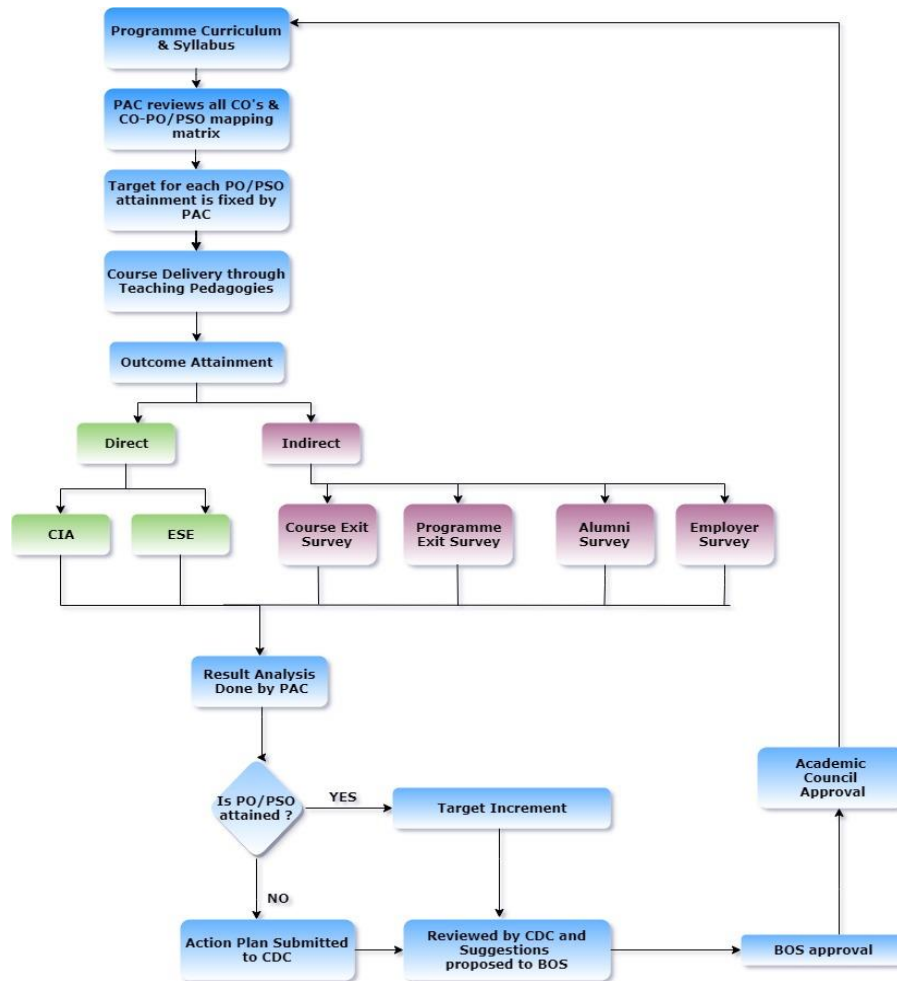 Programme Curriculum
& Syllabus
PAC reviews all CO's &
CO-PO/PSO mapping
matrix
Target for each PO/PSO
attainment is fixed by
PAC
Course Delivery through
Teaching Pedagogies
Outcome Attainment
Direct
Indirect
CIA
ESE
Course Exit
Survey
Programme
Exit Survey
Alumni
Survey
Employer
Survey
Result Analysis
Done by PAC
Is PO/PSO
attained ?
YES
Target Increment
NO
Action Plan Submitted
to CDC
Reviewed by CDC and
Suggestions
proposed to BOS
BOS approval
Academic
Council
Approval